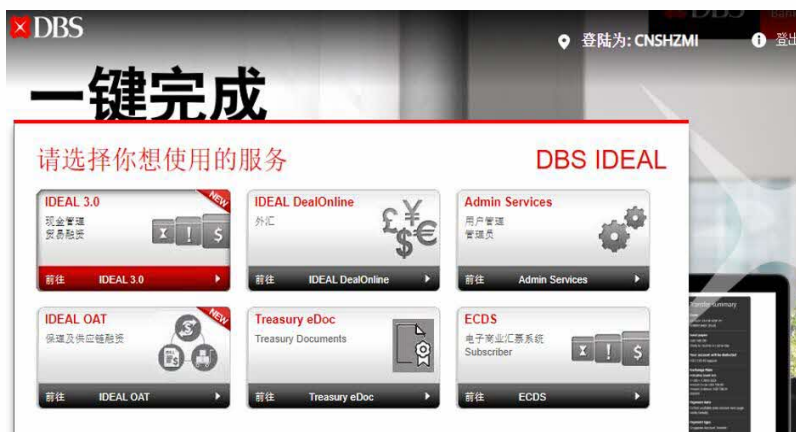 DBS
登陆为: CNSHZMI
登出
一键完成
请选择你想使用的服务
DBS IDEAL
IDEAL 3.0
NEW
现金管理
贸易融资
前往 IDEAL 3.0
IDEAL DealOnline
外汇
前往 IDEAL DealOnline
Admin Services
用户管理
管理员
前往 Admin Services
IDEAL OAT
NEW
保理及供应链融资
前往 IDEAL OAT
Treasury eDoc
Treasury Documents
前往 Treasury eDoc
ECDS
电子商业汇票系统
Subscriber
前往 ECDS
Transfer summary